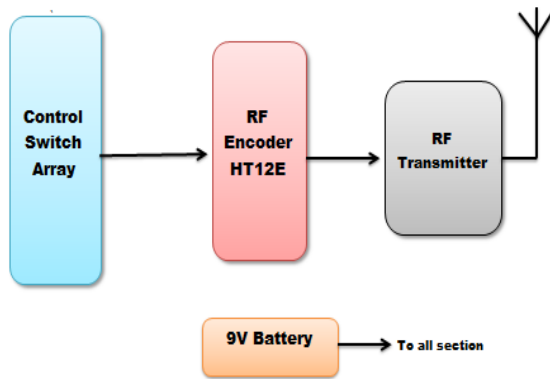 Control
Switch
Array
RF
Encoder
HT12E
RF
Transmitter
9V Battery
To all section